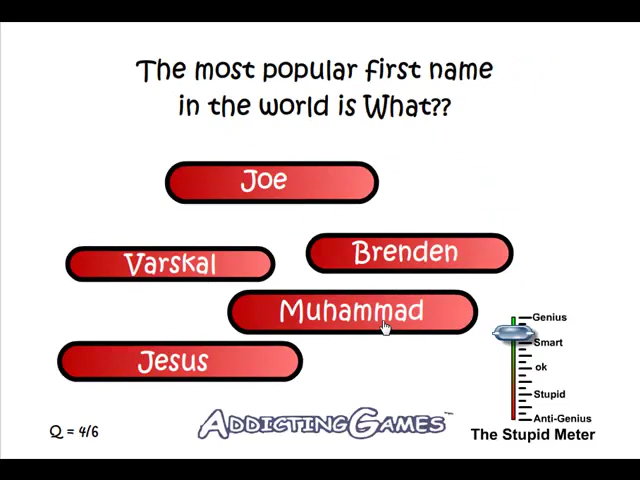 The most popular first name
in the world is What??
Joe
Varskal
Brenden
Muhammad
Jesus
Genius
Smart
ok
Stupid
Anti-Genius
The Stupid Meter
Q = 4/6
AddictingGames™